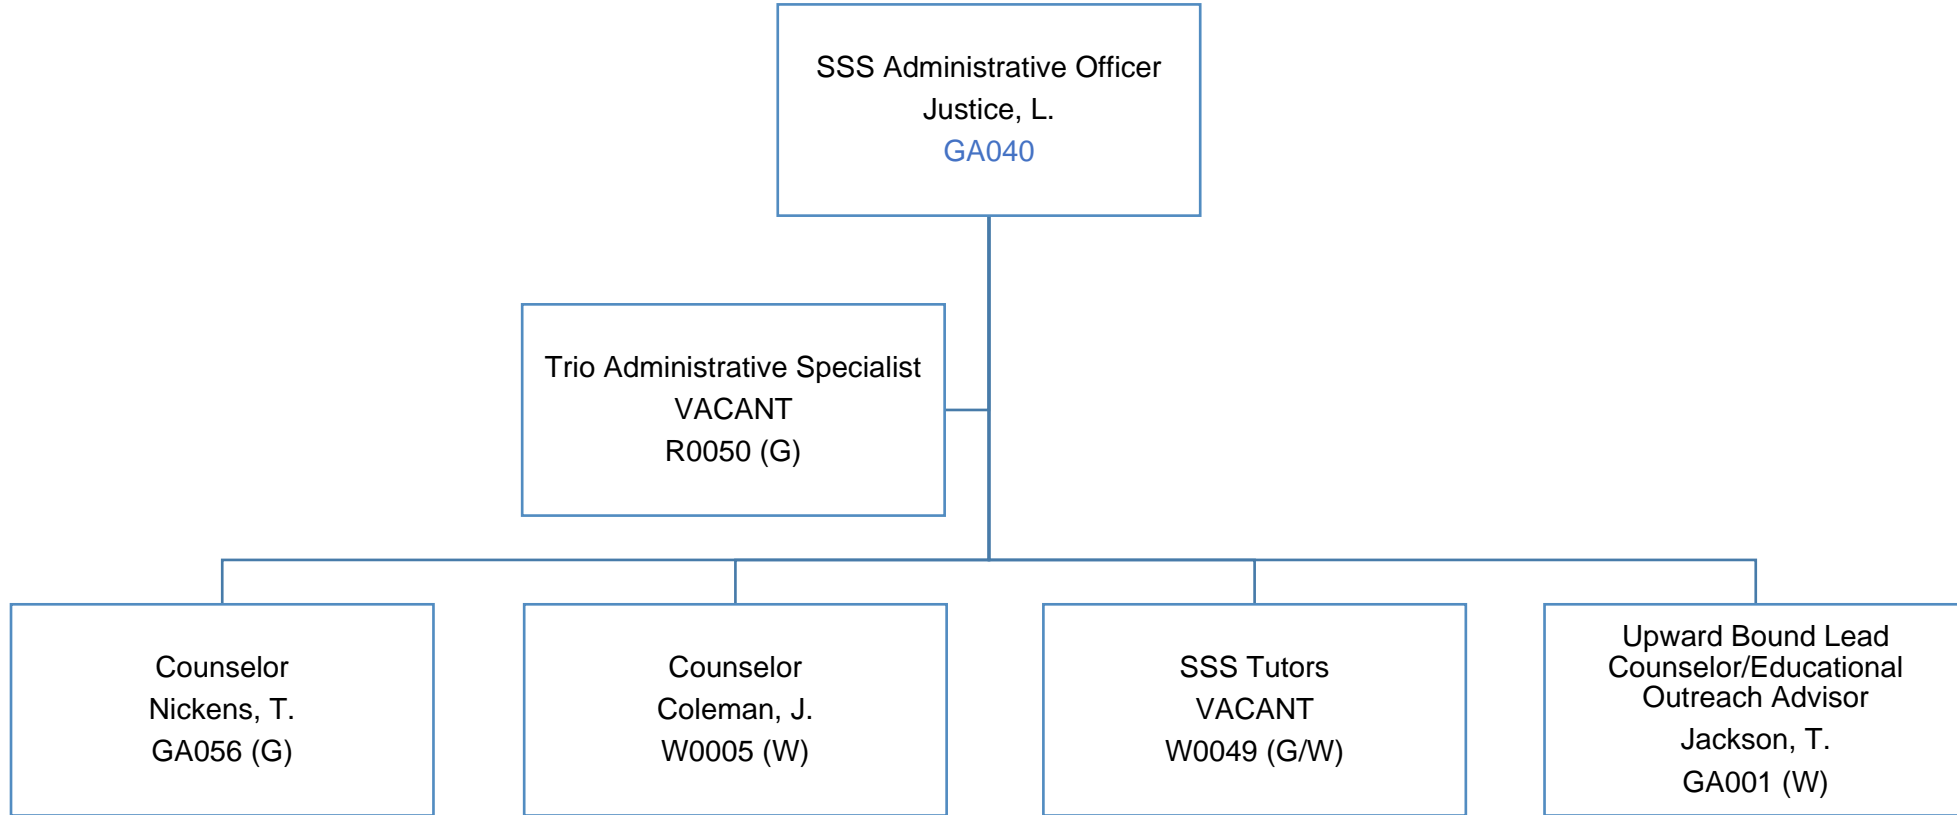 SSS Administrative Officer
Justice, L.
GA040
Trio Administrative Specialist
VACANT
R0050 (G)
Counselor
Nickens, T.
GA056 (G)
Counselor
Coleman, J.
W0005 (W)
SSS Tutors
VACANT
W0049 (G/W)
Upward Bound Lead
Counselor/Educational
Outreach Advisor
Jackson, T.
GA001 (W)